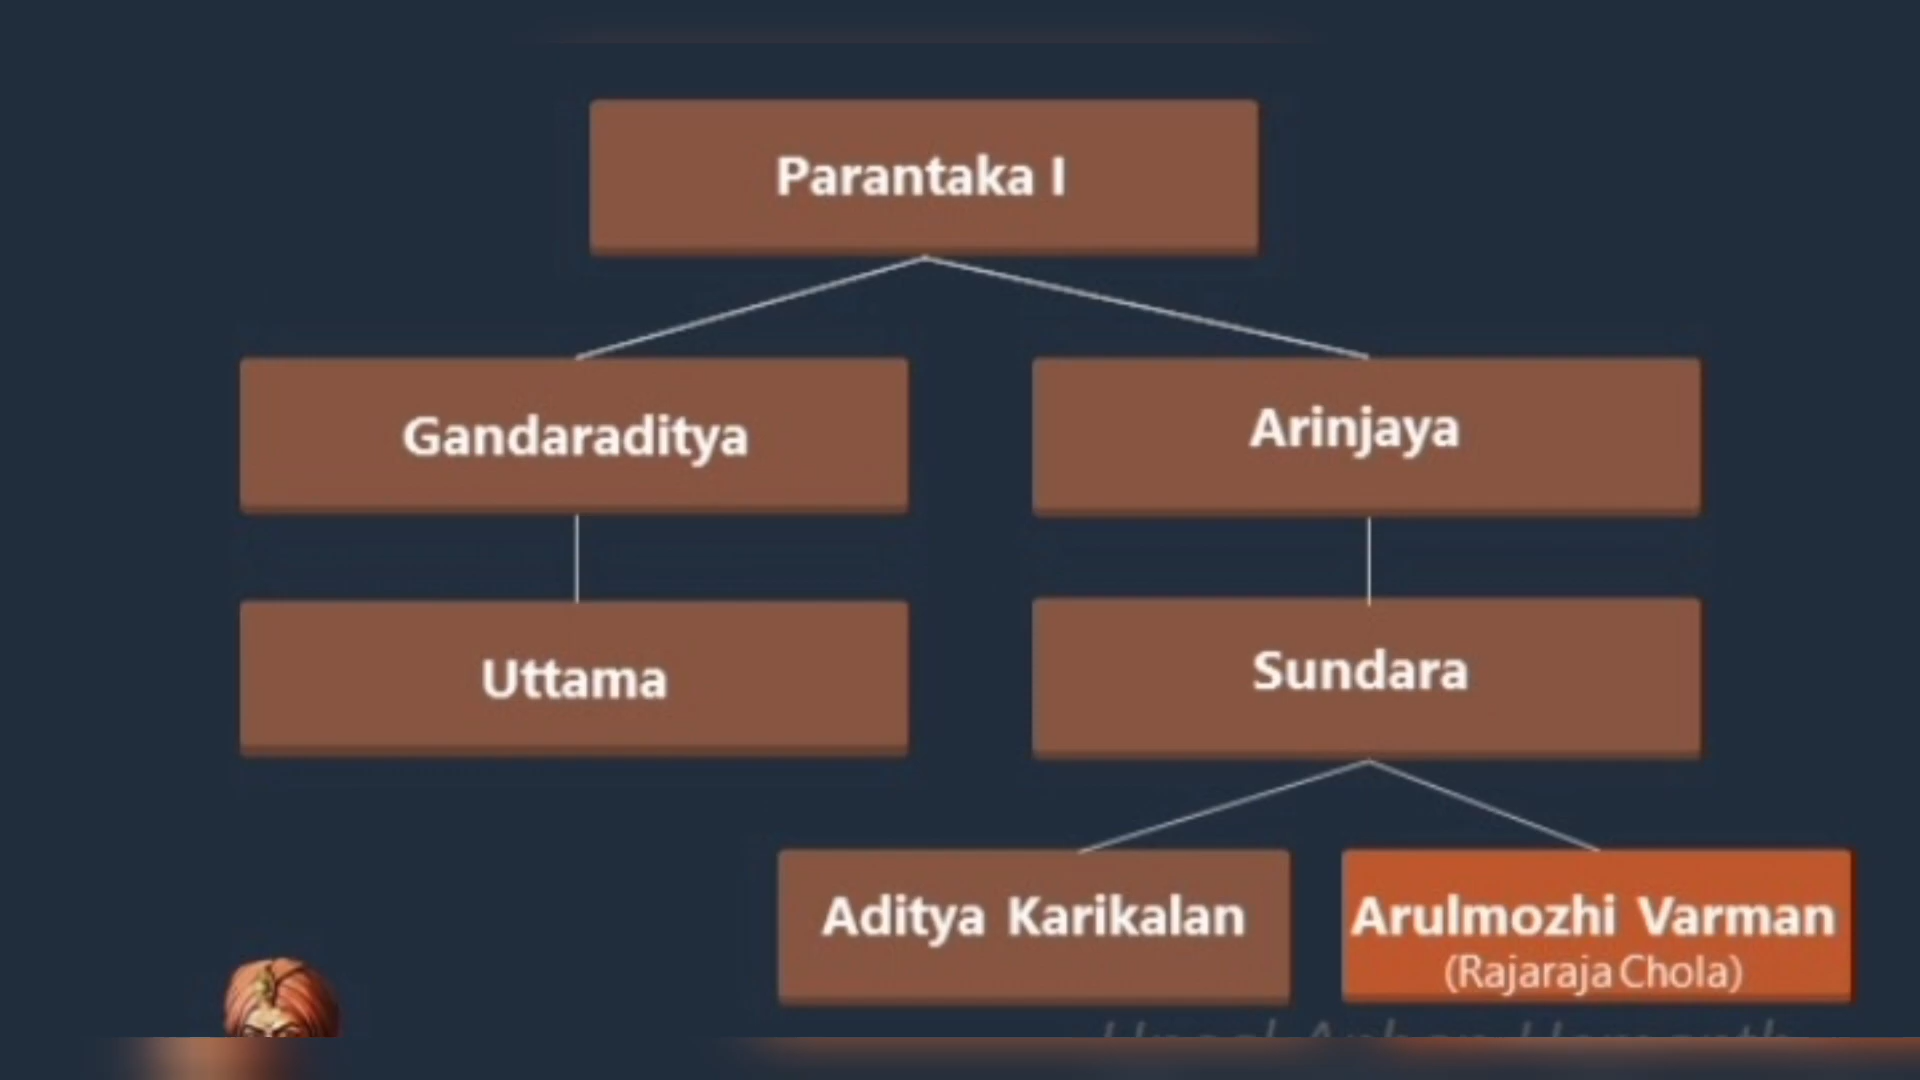 Parantaka I
Gandaraditya
Arinjaya
Uttama
Sundara
Aditya Karikalan
Arulmozhi Varman
(Rajaraja Chola)